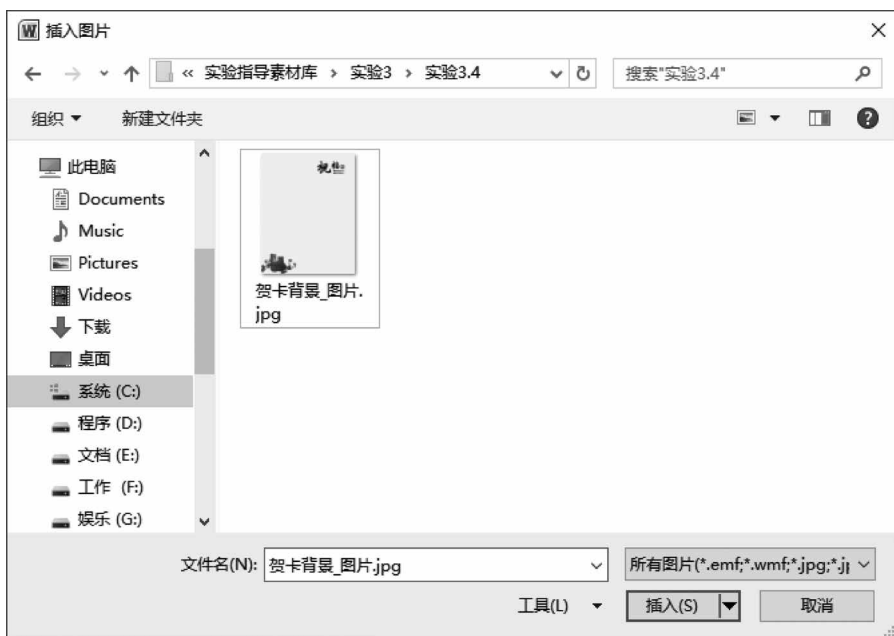 插入图片
« 实验指导素材库 › 实验3 › 实验3.4
搜索"实验3.4"
组织
新建文件夹
此电脑
Documents
Music
Pictures
Videos
下载
桌面
系统 (C:)
程序 (D:)
文档 (E:)
工作 (F:)
娱乐 (G:)
贺卡背景_图片.
jpg
文件名(N): 贺卡背景_图片.jpg
所有图片(*.emf;*.wmf;*.jpg;*.j
工具(L)
插入(S)
取消